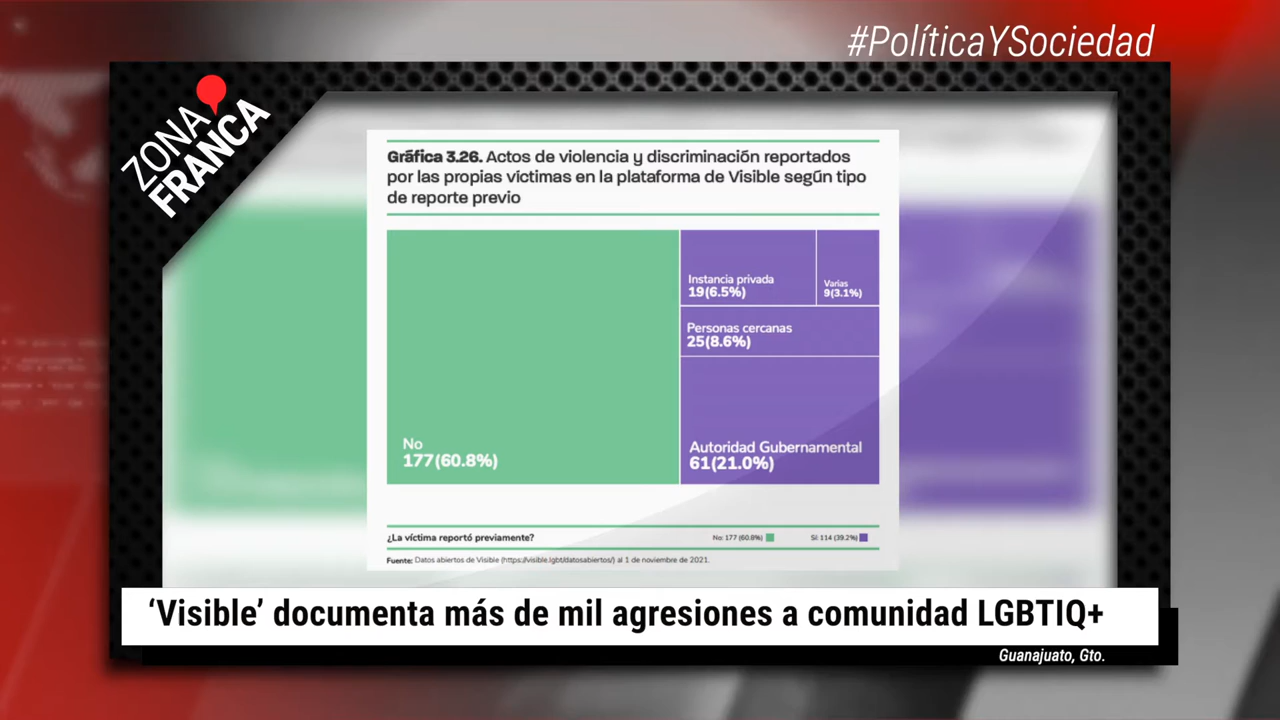 #PolíticaYSociedad
ZONA
FRANCA
Gráfica 3.26. Actos de violencia y discriminación reportados
por las propias víctimas en la plataforma de Visible según tipo
de reporte previo
Instancia privada
19(6.5%)
Varias
9(3.1%)
Personas cercanas
25(8.6%)
No
177(60.8%)
Autoridad Gubernamental
61(21.0%)
¿La víctima reportó previamente?
No: 177 (60.8%)
Sí: 114 (39.2%)
Fuente: Datos abiertos de Visible (https://visible.lgbt/datosabiertos/) al 1 de noviembre de 2021.
‘Visible’ documenta más de mil agresiones a comunidad LGBTIQ+
Guanajuato, Gto.